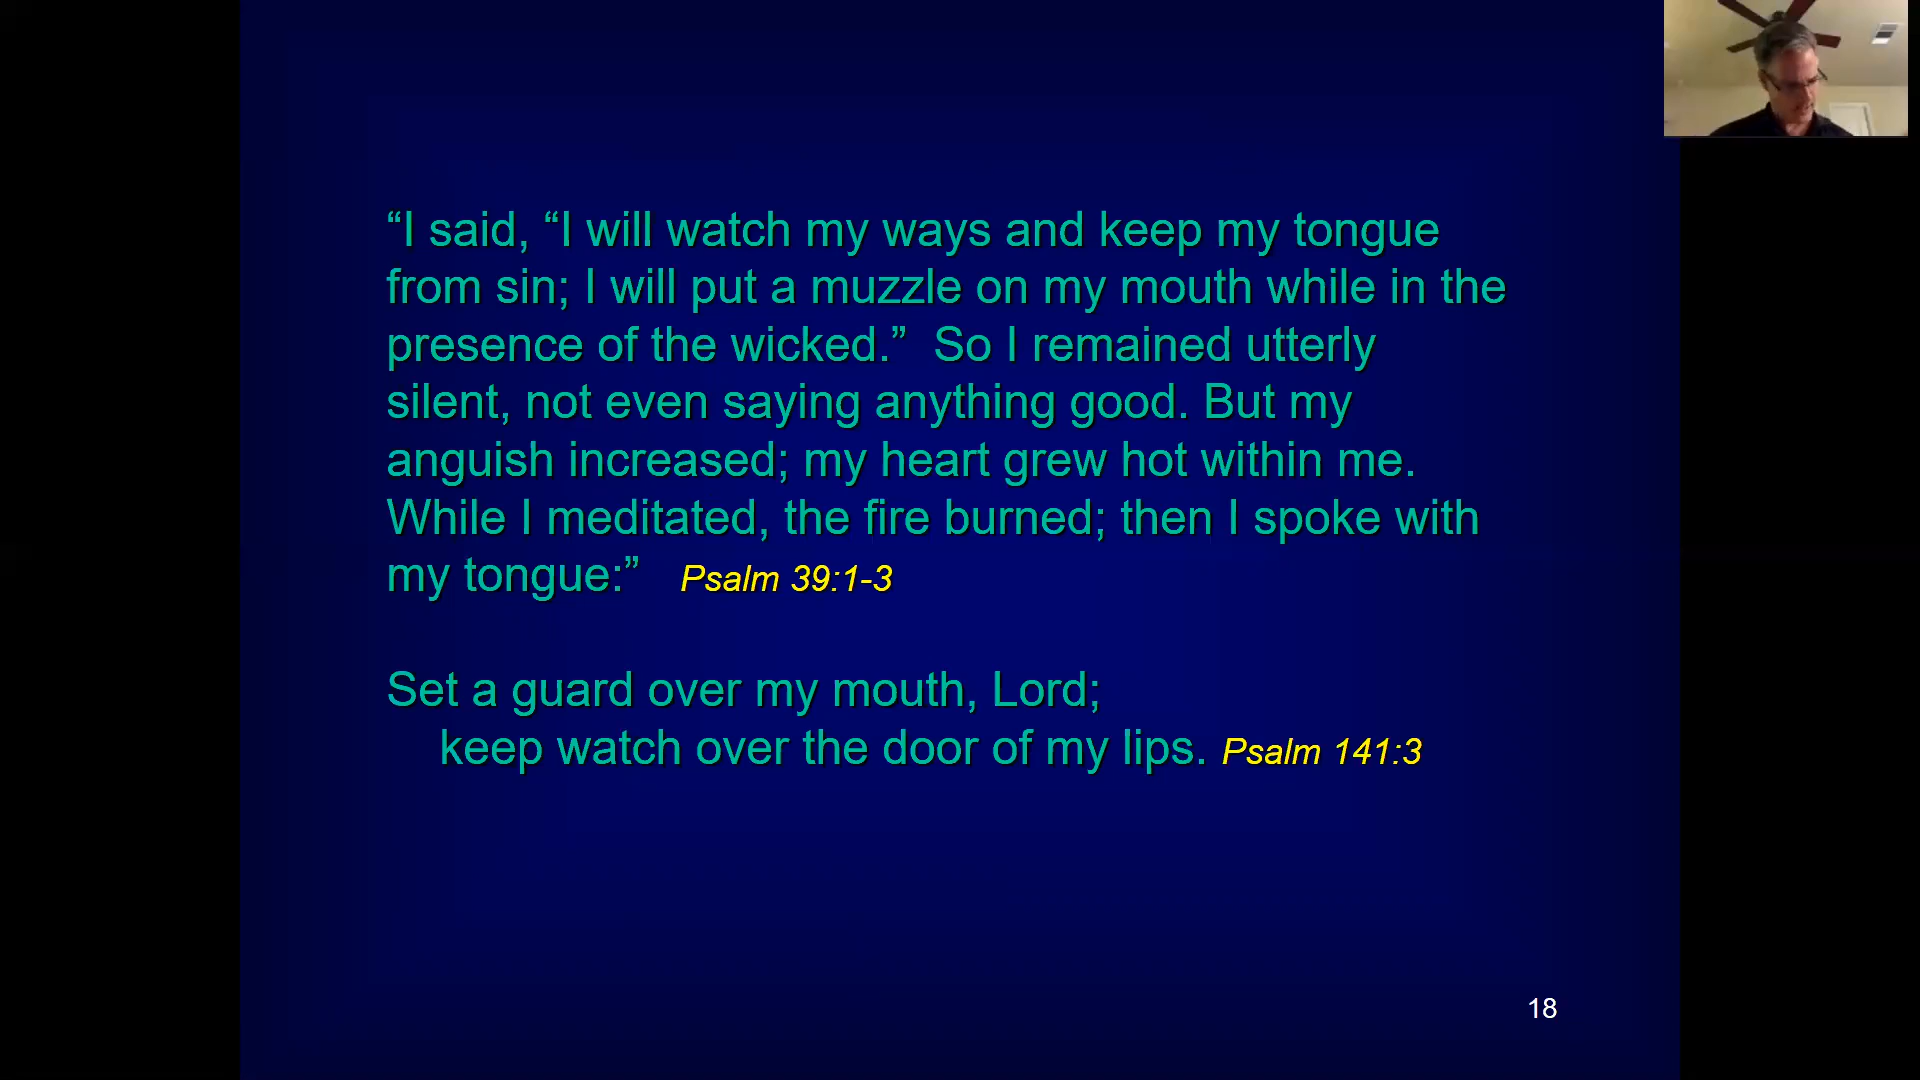 “I said, “I will watch my ways and keep my tongue
from sin; I will put a muzzle on my mouth while in the
presence of the wicked.”  So I remained utterly
silent, not even saying anything good. But my
anguish increased; my heart grew hot within me.
While I meditated, the fire burned; then I spoke with
my tongue:” Psalm 39:1-3
Set a guard over my mouth, Lord;
keep watch over the door of my lips. Psalm 141:3
18